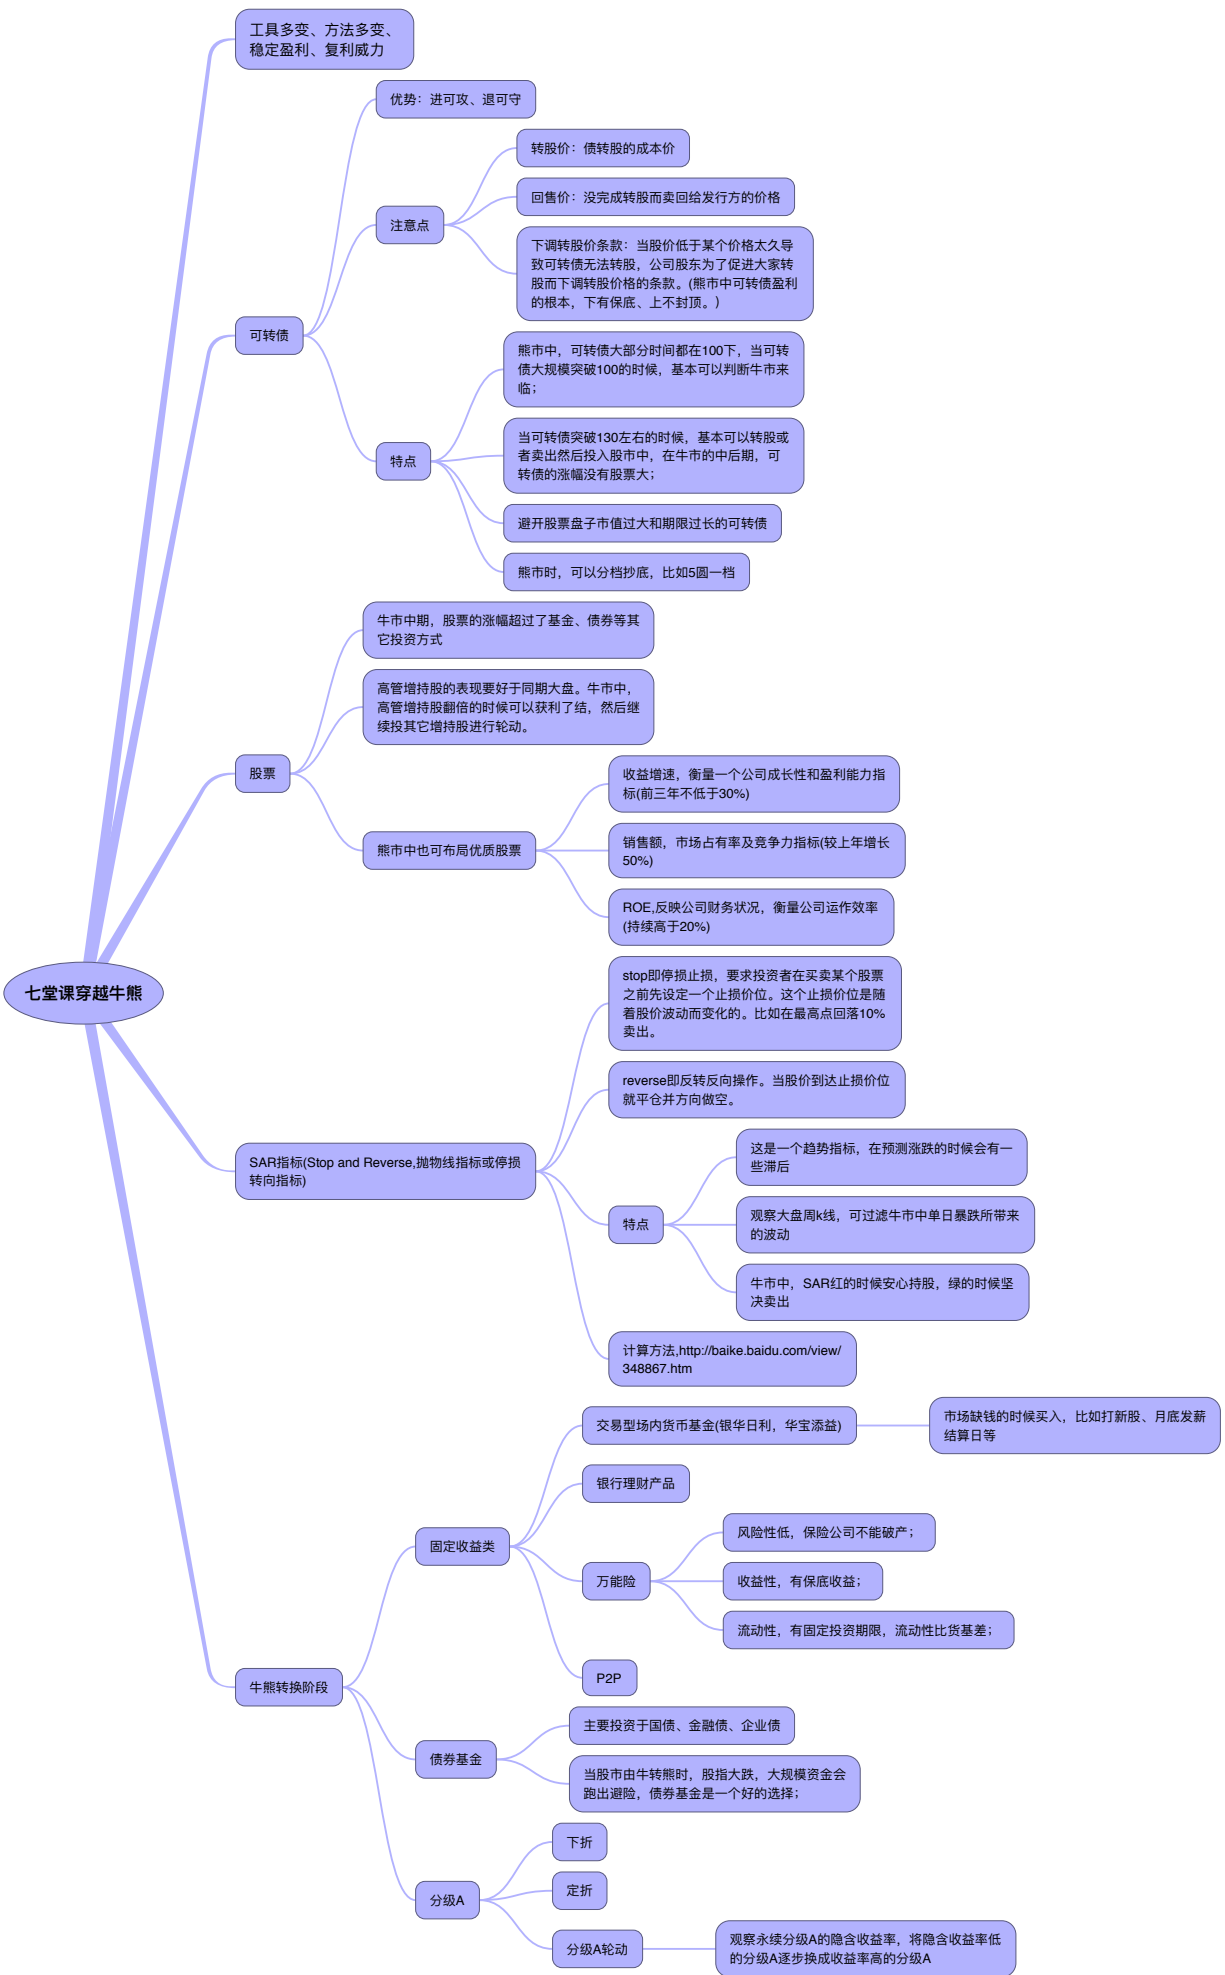 工具多变、方法多变、
稳定盈利、复利威力
优势：进可攻、退可守
转股价：债转股的成本价
回售价：没完成转股而卖回给发行方的价格
注意点
下调转股价条款：当股价低于某个价格太久导
致可转债无法转股，公司股东为了促进大家转
股而下调转股价格的条款。(熊市中可转债盈利
的根本，下有保底、上不封顶。)
可转债
熊市中，可转债大部分时间都在100下，当可转
债大规模突破100的时候，基本可以判断牛市来
临；
当可转债突破130左右的时候，基本可以转股或
者卖出然后投入股市中，在牛市的中后期，可
转债的涨幅没有股票大；
特点
避开股票盘子市值过大和期限过长的可转债
熊市时，可以分档抄底，比如5圆一档
牛市中期，股票的涨幅超过了基金、债券等其
它投资方式
高管增持股的表现要好于同期大盘。牛市中，
高管增持股翻倍的时候可以获利了结，然后继
续投其它增持股进行轮动。
股票
收益增速，衡量一个公司成长性和盈利能力指
标(前三年不低于30%)
熊市中也可布局优质股票
销售额，市场占有率及竞争力指标(较上年增长
50%)
ROE,反映公司财务状况，衡量公司运作效率
(持续高于20%)
七堂课穿越牛熊
stop即停损止损，要求投资者在买卖某个股票
之前先设定一个止损价位。这个止损价位是随
着股价波动而变化的。比如在最高点回落10%
卖出。
reverse即反转反向操作。当股价到达止损价位
就平仓并方向做空。
SAR指标(Stop and Reverse,抛物线指标或停损
转向指标)
这是一个趋势指标，在预测涨跌的时候会有一
些滞后
特点
观察大盘周k线，可过滤牛市中单日暴跌所带来
的波动
牛市中，SAR红的时候安心持股，绿的时候坚
决卖出
计算方法,http://baike.baidu.com/view/
348867.htm
交易型场内货币基金(银华日利，华宝添益)
市场缺钱的时候买入，比如打新股、月底发薪
结算日等
银行理财产品
固定收益类
风险性低，保险公司不能破产；
万能险
收益性，有保底收益；
流动性，有固定投资期限，流动性比货基差；
P2P
牛熊转换阶段
主要投资于国债、金融债、企业债
债券基金
当股市由牛转熊时，股指大跌，大规模资金会
跑出避险，债券基金是一个好的选择；
下折
分级A
定折
分级A轮动
观察永续分级A的隐含收益率，将隐含收益率低
的分级A逐步换成收益率高的分级A